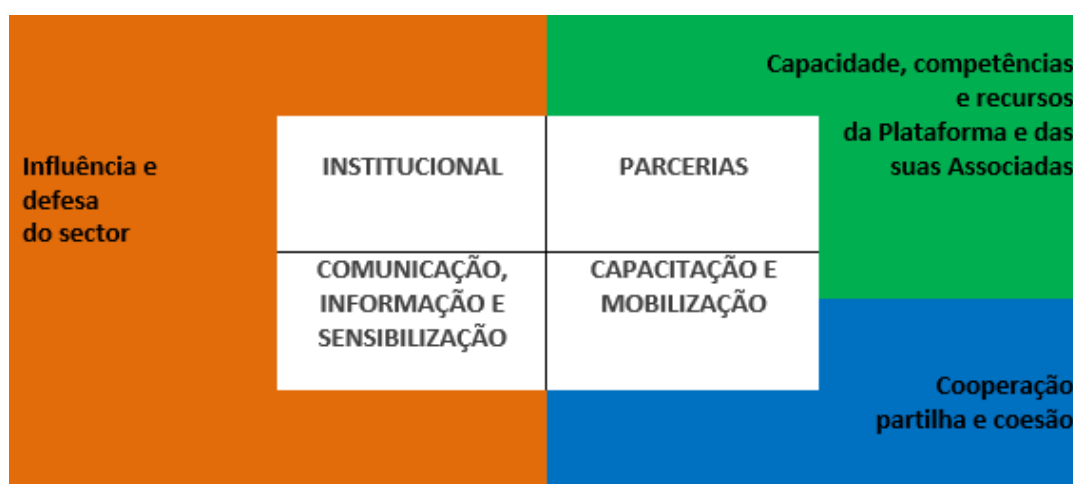 Influência e
defesa
do sector
Capacidade, competências
e recursos
da Plataforma e das
suas Associadas
INSTITUCIONAL
PARCERIAS
COMUNICAÇÃO,
INFORMAÇÃO E
SENSIBILIZAÇÃO
CAPACITAÇÃO E
MOBILIZAÇÃO
Cooperação
partilha e coesão